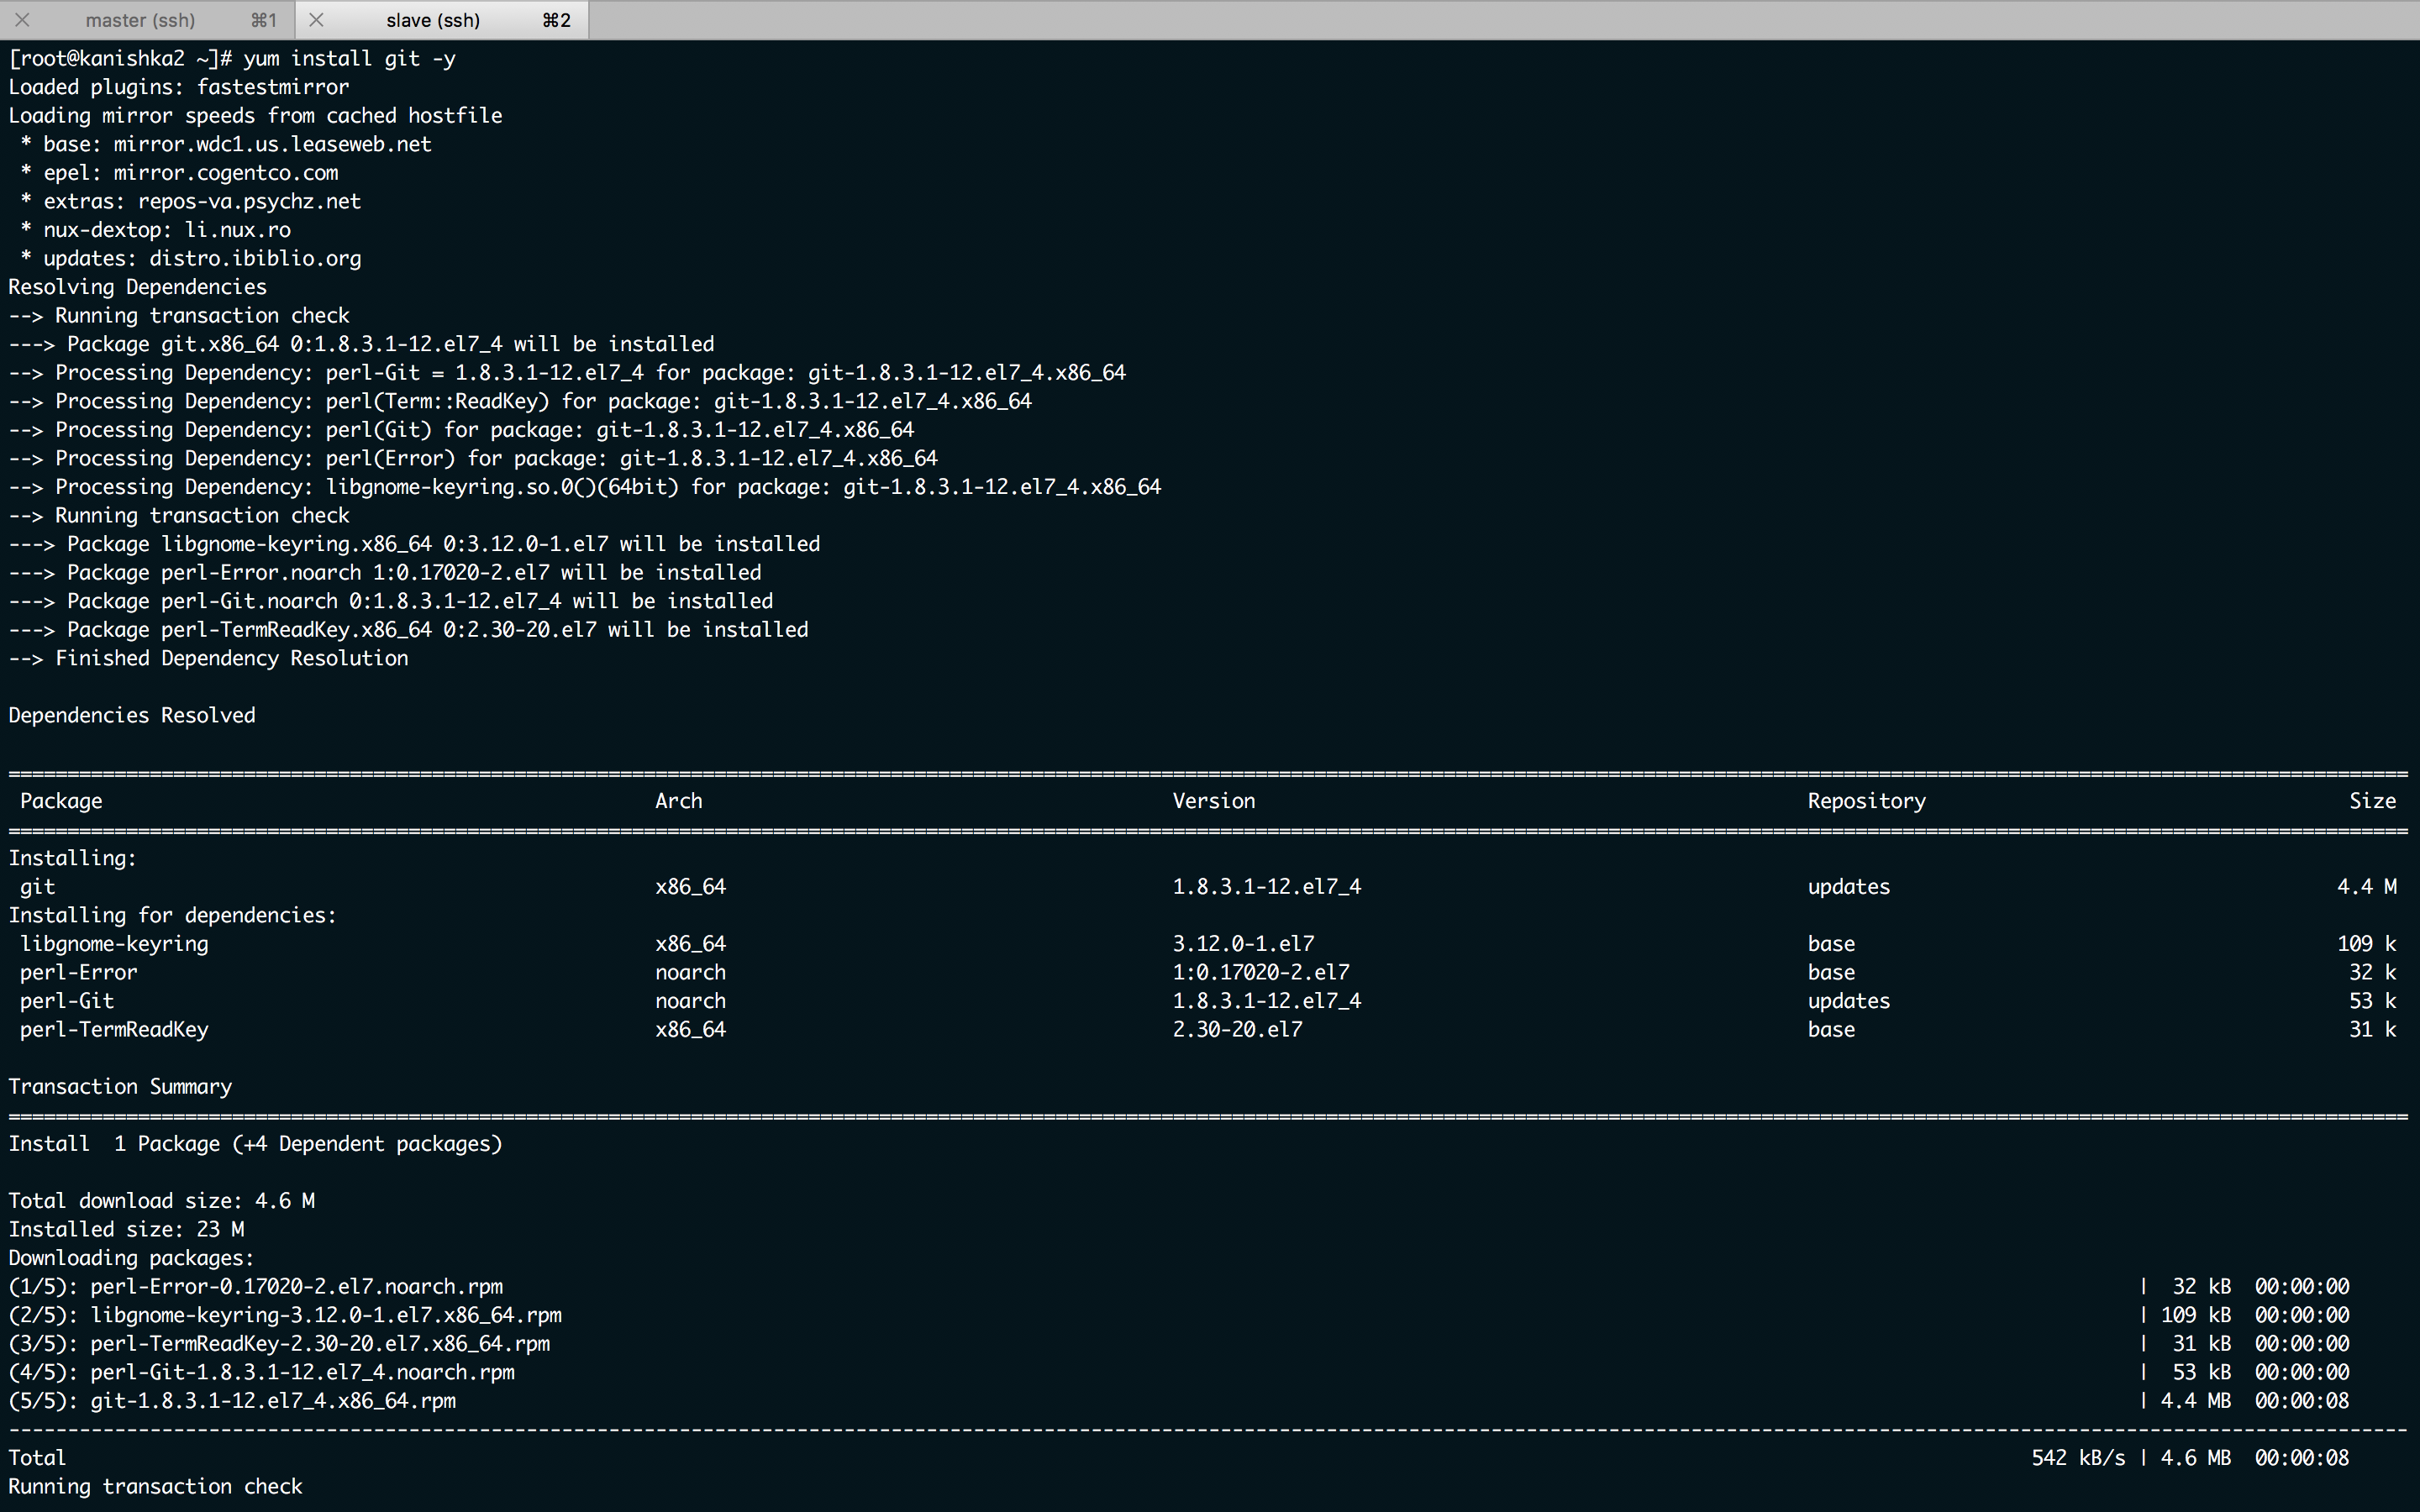 master (ssh) ⌘1 slave (ssh) ⌘2
[root@kanishka2 ~]# yum install git -y
Loaded plugins: fastestmirror
Loading mirror speeds from cached hostfile
 * base: mirror.wdc1.us.leaseweb.net
 * epel: mirror.cogentco.com
 * extras: repos-va.psychz.net
 * nux-dextop: li.nux.ro
 * updates: distro.ibiblio.org
Resolving Dependencies
--> Running transaction check
---> Package git.x86_64 0:1.8.3.1-12.el7_4 will be installed
--> Processing Dependency: perl-Git = 1.8.3.1-12.el7_4 for package: git-1.8.3.1-12.el7_4.x86_64
--> Processing Dependency: perl(Term::ReadKey) for package: git-1.8.3.1-12.el7_4.x86_64
--> Processing Dependency: perl(Git) for package: git-1.8.3.1-12.el7_4.x86_64
--> Processing Dependency: perl(Error) for package: git-1.8.3.1-12.el7_4.x86_64
--> Processing Dependency: libgnome-keyring.so.0()(64bit) for package: git-1.8.3.1-12.el7_4.x86_64
--> Running transaction check
---> Package libgnome-keyring.x86_64 0:3.12.0-1.el7 will be installed
---> Package perl-Error.noarch 1:0.17020-2.el7 will be installed
---> Package perl-Git.noarch 0:1.8.3.1-12.el7_4 will be installed
---> Package perl-TermReadKey.x86_64 0:2.30-20.el7 will be installed
--> Finished Dependency Resolution
Dependencies Resolved
Package Arch Version Repository Size
Installing:
 git x86_64 1.8.3.1-12.el7_4 updates 4.4 M
Installing for dependencies:
 libgnome-keyring x86_64 3.12.0-1.el7 base 109 k
 perl-Error noarch 1:0.17020-2.el7 base 32 k
 perl-Git noarch 1.8.3.1-12.el7_4 updates 53 k
 perl-TermReadKey x86_64 2.30-20.el7 base 31 k
Transaction Summary
Install  1 Package (+4 Dependent packages)
Total download size: 4.6 M
Installed size: 23 M
Downloading packages:
(1/5): perl-Error-0.17020-2.el7.noarch.rpm | 32 kB 00:00:00
(2/5): libgnome-keyring-3.12.0-1.el7.x86_64.rpm | 109 kB 00:00:00
(3/5): perl-TermReadKey-2.30-20.el7.x86_64.rpm | 31 kB 00:00:00
(4/5): perl-Git-1.8.3.1-12.el7_4.noarch.rpm | 53 kB 00:00:00
(5/5): git-1.8.3.1-12.el7_4.x86_64.rpm | 4.4 MB 00:00:08
Total 542 kB/s | 4.6 MB 00:00:08
Running transaction check